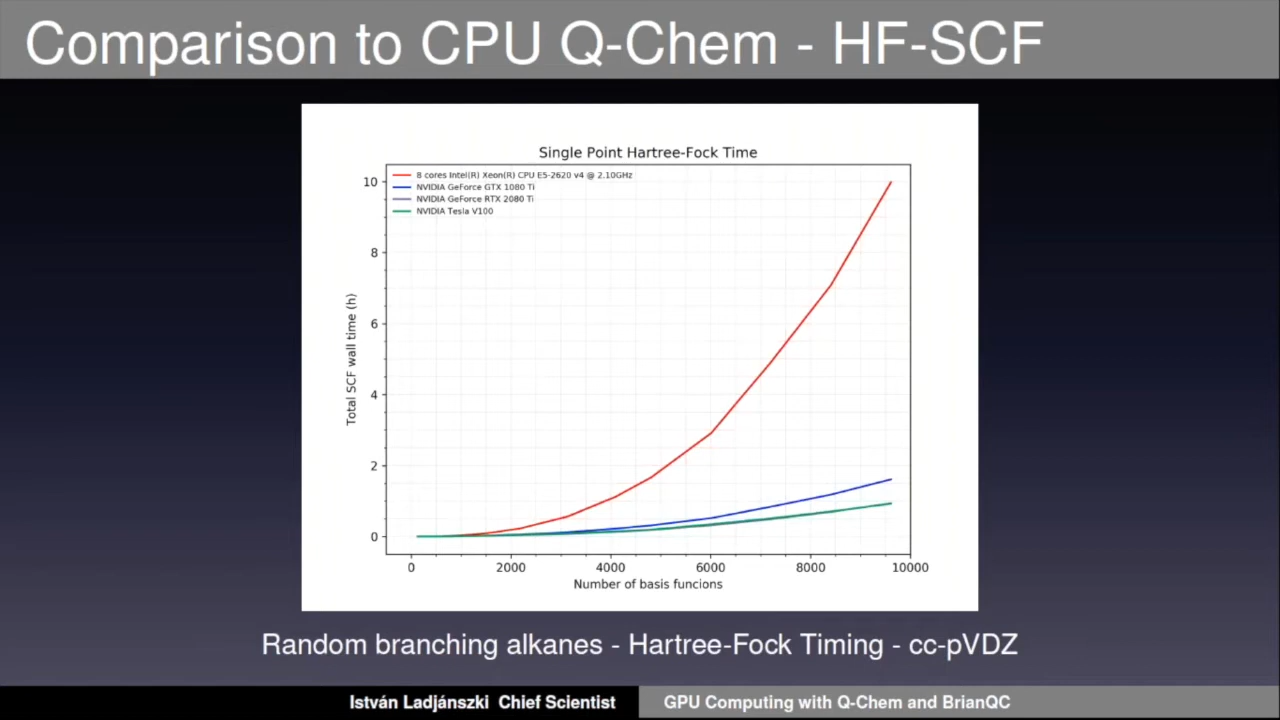 Comparison to CPU Q-Chem - HF-SCF
Single Point Hartree-Fock Time
8 cores Intel(R) Xeon(R) CPU E5-2620 v4 @ 2.10GHz
NVIDIA GeForce GTX 1080 Ti
NVIDIA GeForce RTX 2080 Ti
NVIDIA Tesla V100
Total SCF wall time (h)
10
8
6
4
2
0
0 2000 4000 6000 8000 10000
Number of basis funcions
Random branching alkanes - Hartree-Fock Timing - cc-pVDZ
István Ladjánszki Chief Scientist
GPU Computing with Q-Chem and BrianQC